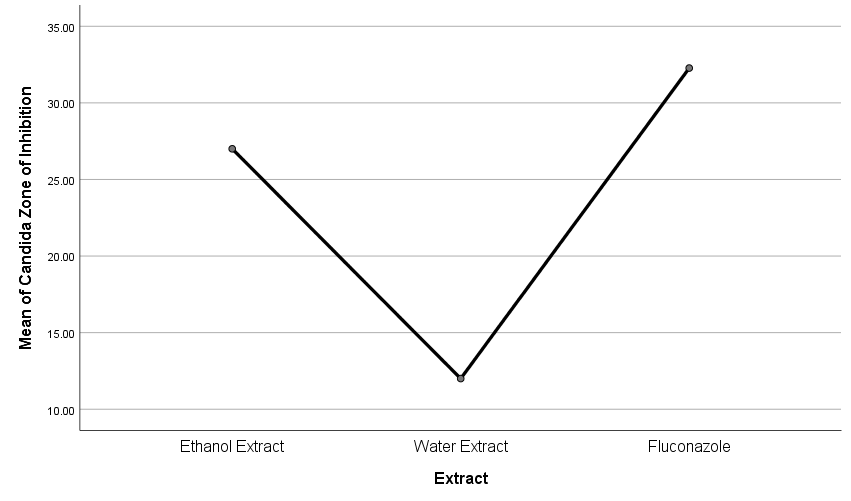 Mean of Candida Zone of Inhibition
35.00
30.00
25.00
20.00
15.00
10.00
Ethanol Extract
Water Extract
Fluconazole
Extract